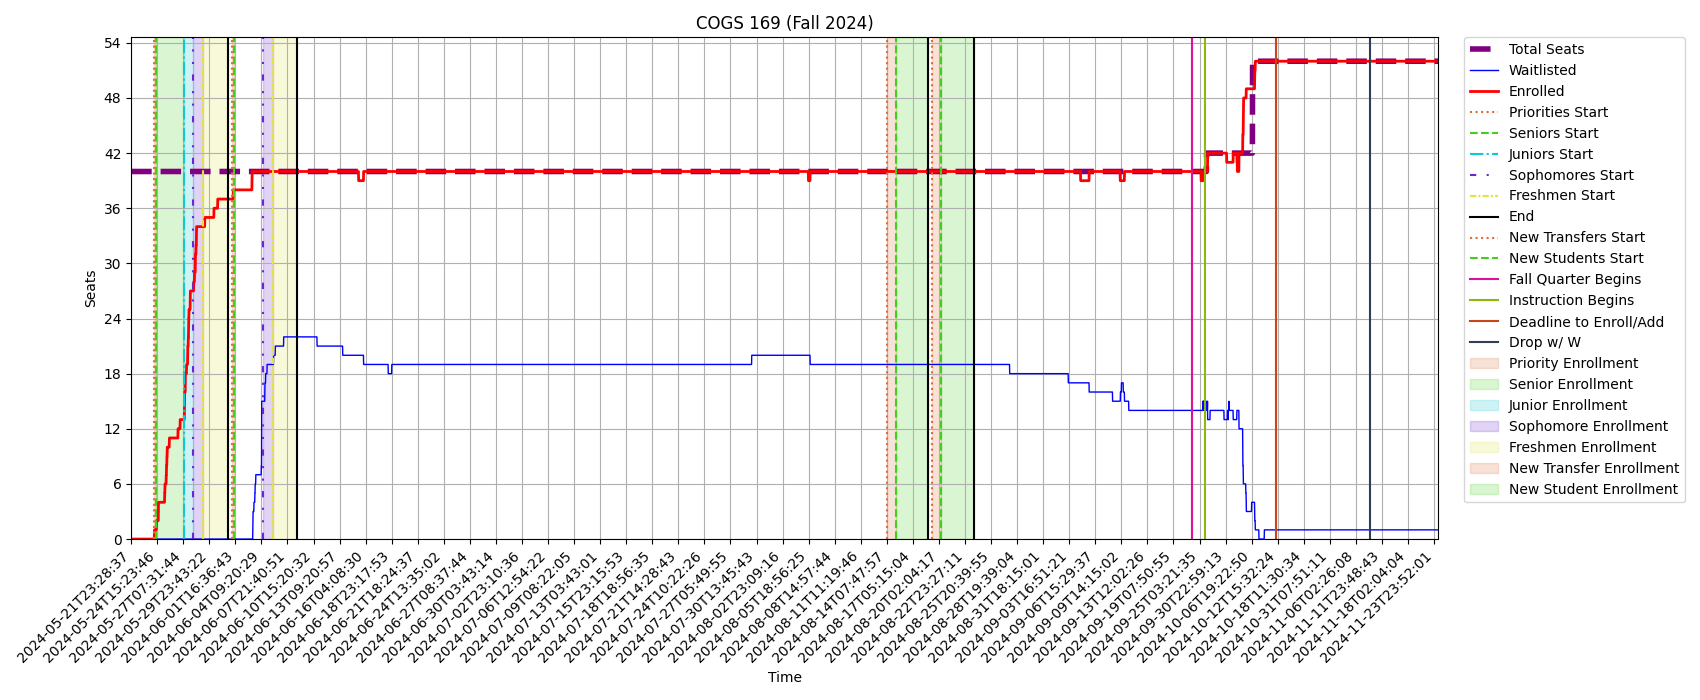 COGS 169 (Fall 2024)
Seats
54
48
42
36
30
24
18
12
6
0
2024-05-21T23:28:37
2024-05-24T15:23:46
2024-05-27T07:31:44
2024-05-29T23:43:22
2024-06-01T16:36:43
2024-06-04T09:20:29
2024-06-07T21:40:51
2024-06-10T15:20:32
2024-06-13T09:20:57
2024-06-16T04:08:30
2024-06-18T23:17:53
2024-06-21T18:24:37
2024-06-24T13:35:02
2024-06-27T08:37:44
2024-06-30T03:43:14
2024-07-02T23:10:36
2024-07-06T12:54:22
2024-07-09T08:22:05
2024-07-13T03:43:01
2024-07-15T23:15:53
2024-07-18T18:56:35
2024-07-21T14:28:43
2024-07-24T10:22:26
2024-07-27T05:49:55
2024-07-30T13:45:43
2024-08-02T23:09:16
2024-08-05T18:56:25
2024-08-08T14:57:44
2024-08-11T11:19:46
2024-08-14T07:47:57
2024-08-17T05:15:04
2024-08-20T02:04:17
2024-08-22T23:27:11
2024-08-25T20:39:55
2024-08-28T19:39:04
2024-08-31T18:15:01
2024-09-03T16:51:21
2024-09-06T15:29:37
2024-09-09T14:15:02
2024-09-13T12:02:26
2024-09-19T07:50:55
2024-09-25T03:21:35
2024-09-30T22:59:13
2024-10-06T19:22:50
2024-10-12T15:32:24
2024-10-18T11:30:34
2024-10-31T07:51:11
2024-11-06T02:26:08
2024-11-11T23:48:43
2024-11-18T02:04:04
2024-11-23T23:52:01
Time
Total Seats
Waitlisted
Enrolled
Priorities Start
Seniors Start
Juniors Start
Sophomores Start
Freshmen Start
End
New Transfers Start
New Students Start
Fall Quarter Begins
Instruction Begins
Deadline to Enroll/Add
Drop w/ W
Priority Enrollment
Senior Enrollment
Junior Enrollment
Sophomore Enrollment
Freshmen Enrollment
New Transfer Enrollment
New Student Enrollment